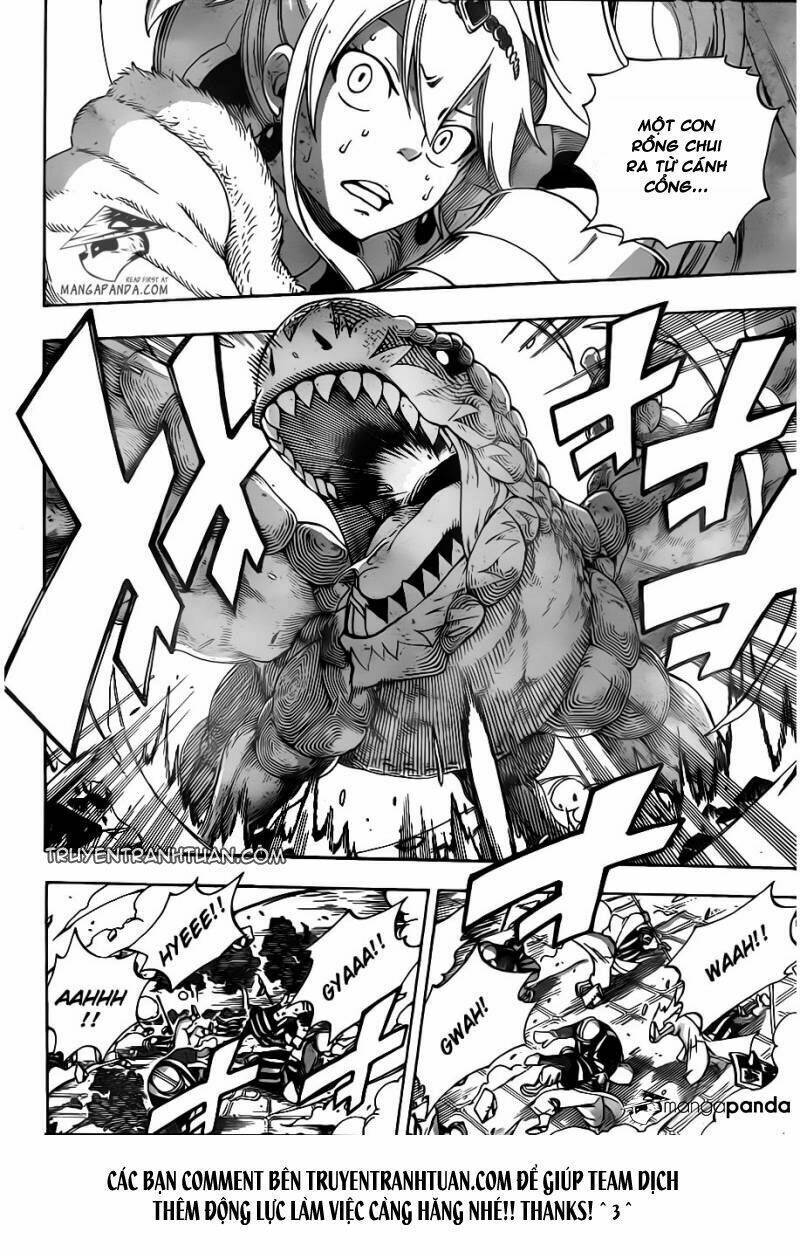 MỘT CON
RỒNG CHUI
RA TỪ CÁNH
CỔNG...
READ FIRST AT
MANGAPANDA.COM
TRUYENTRANHTUAN.COM
WAAH!!
GWAH!
GYAAA!!
HYEEE!!
AAHHH
!!
mangapanda
CÁC BẠN COMMENT BÊN TRUYENTRANHTUAN.COM ĐỂ GIÚP TEAM DỊCH
THÊM ĐỘNG LỰC LÀM VIỆC CÀNG HĂNG NHÉ!! THANKS! ^3^